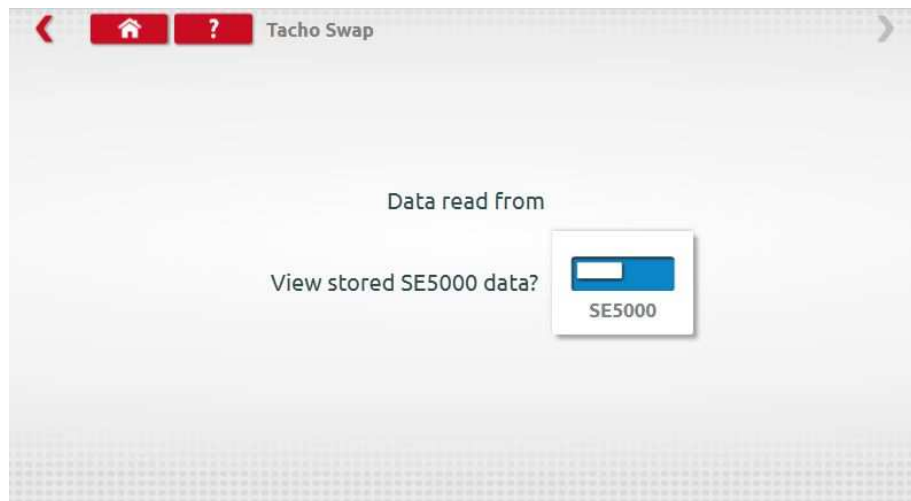 ? Tacho Swap
Data read from
View stored SE5000 data?
SE5000